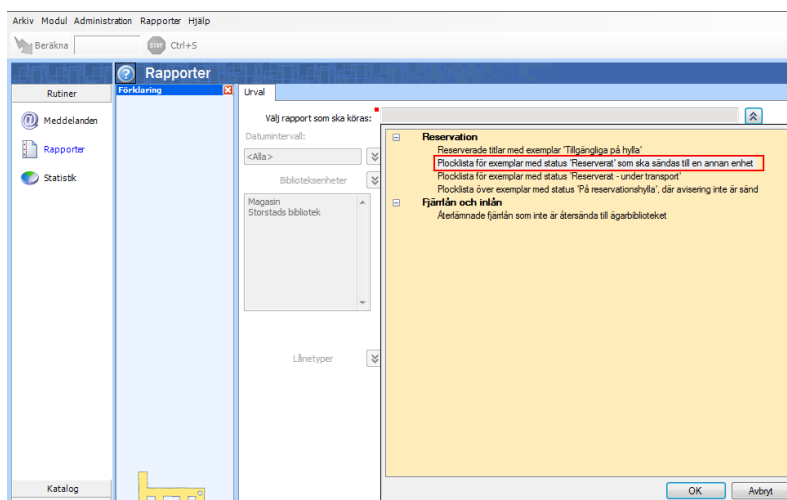 Arkiv Modul Administration Rapporter Hjälp
Beräkna STOP Ctrl+S
Rapporter
Rutiner
Meddelanden
Rapporter
Statistik
Katalog
Förklaring
Urval
Välj rapport som ska köras:
Datumintervall:
<Alla>
Biblioteksenheter
Magasin
Storstads bibliotek
Lånetyper
Reservation
Reserverade titlar med exemplar 'Tillgängliga på hylla'
Plocklista för exemplar med status 'Reserverat' som ska sändas till en annan enhet
Plocklista för exemplar med status 'Reserverat - under transport'
Plocklista över exemplar med status 'På reservationshylla', där avisering inte är sänd
Fjärrlån och inlån
Återlämnade fjärrlån som inte är återsända till ägarbiblioteket
OK Avbryt